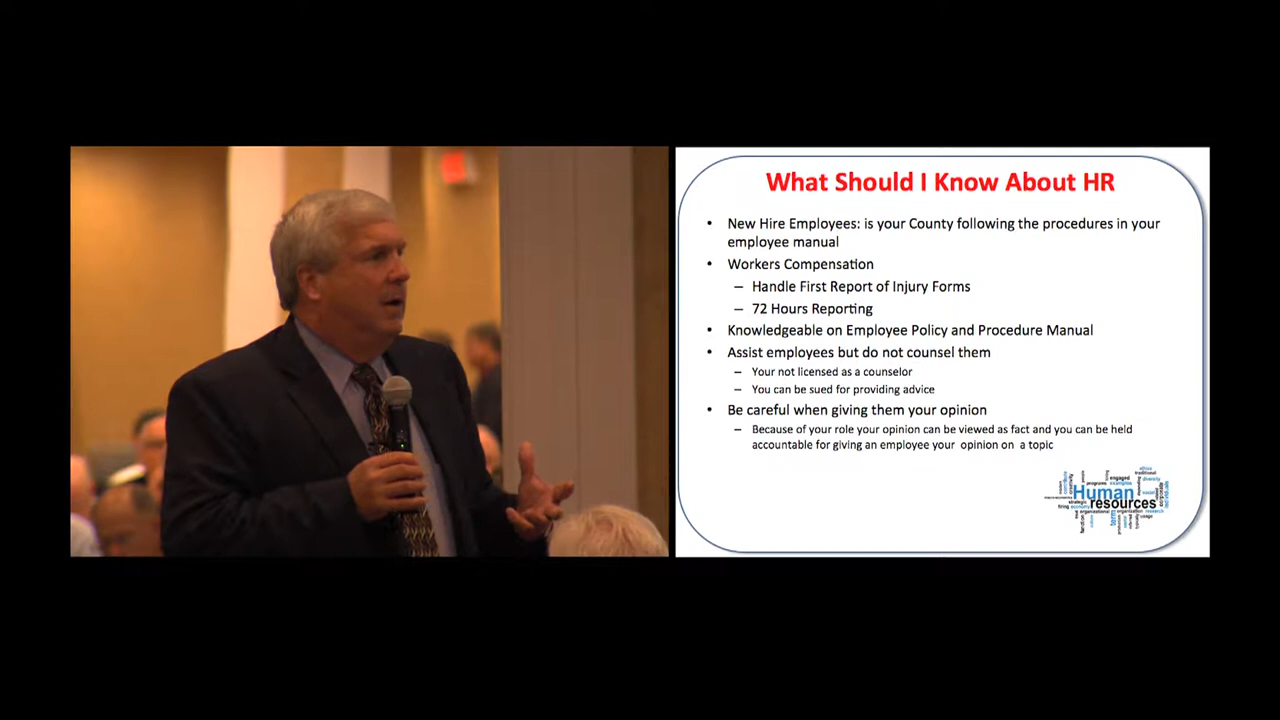 What Should I Know About HR
• New Hire Employees: is your County following the procedures in your
employee manual
• Workers Compensation
– Handle First Report of Injury Forms
– 72 Hours Reporting
• Knowledgeable on Employee Policy and Procedure Manual
• Assist employees but do not counsel them
– Your not licensed as a counselor
– You can be sued for providing advice
• Be careful when giving them your opinion
– Because of your role your opinion can be viewed as fact and you can be held
accountable for giving an employee your opinion on a topic
Human
resources